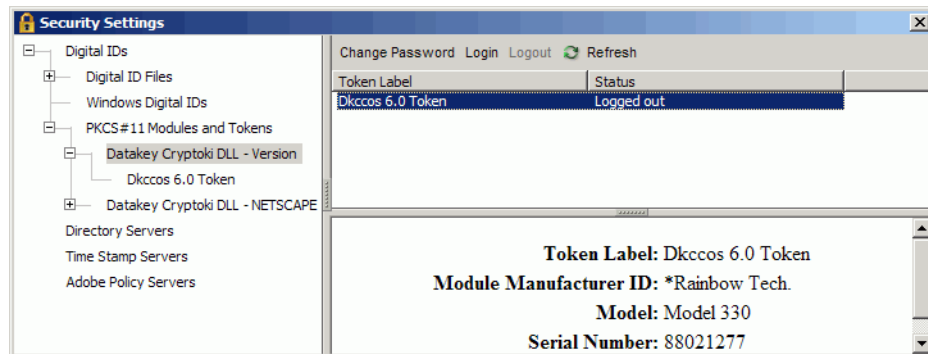 Security Settings
Digital IDs
Digital ID Files
Windows Digital IDs
PKCS#11 Modules and Tokens
Datakey Cryptoki DLL - Version
Dkccos 6.0 Token
Datakey Cryptoki DLL - NETSCAPE
Directory Servers
Time Stamp Servers
Adobe Policy Servers
Change Password Login Logout Refresh
Token Label Status
Dkccos 6.0 Token Logged out
Token Label: Dkccos 6.0 Token
Module Manufacturer ID: *Rainbow Tech.
Model: Model 330
Serial Number: 88021277